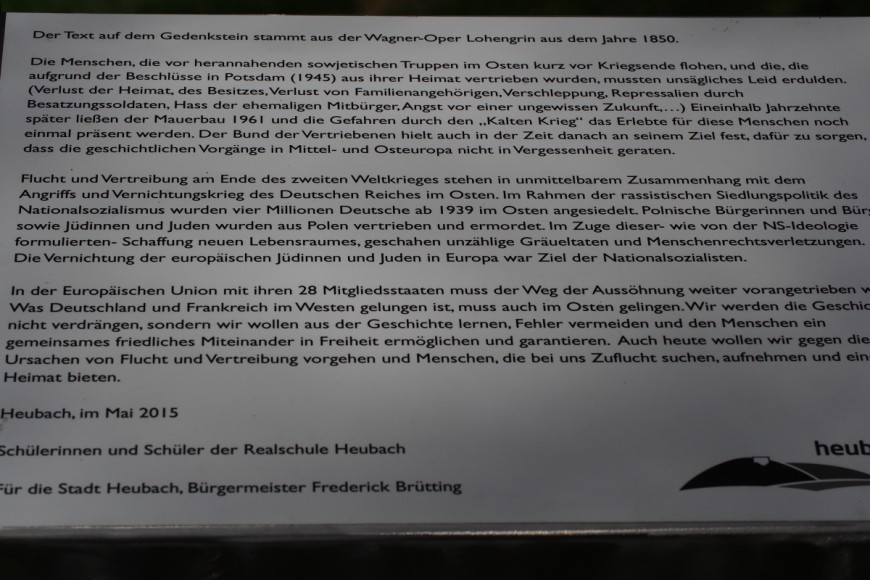 Der Text auf dem Gedenkstein stammt aus der Wagner-Oper Lohengrin aus dem Jahre 1850.
Die Menschen, die vor herannahenden sowjetischen Truppen im Osten kurz vor Kriegsende flohen, und die, die
aufgrund der Beschlüsse in Potsdam (1945) aus ihrer Heimat vertrieben wurden, mussten unsägliches Leid erdulden.
(Verlust der Heimat, des Besitzes, Verlust von Familienangehörigen, Verschleppung, Repressalien durch
Besatzungssoldaten, Hass der ehemaligen Mitbürger, Angst vor einer ungewissen Zukunft,...) Eineinhalb Jahrzehnte
später ließen der Mauerbau 1961 und die Gefahren durch den „Kalten Krieg“ das Erlebte für diese Menschen noch
einmal präsent werden. Der Bund der Vertriebenen hielt auch in der Zeit danach an seinem Ziel fest, dafür zu sorgen,
dass die geschichtlichen Vorgänge in Mittel- und Osteuropa nicht in Vergessenheit geraten.
Flucht und Vertreibung am Ende des zweiten Weltkrieges stehen in unmittelbarem Zusammenhang mit dem
Angriffs und Vernichtungskrieg des Deutschen Reiches im Osten. Im Rahmen der rassistischen Siedlungspolitik des
Nationalsozialismus wurden vier Millionen Deutsche ab 1939 im Osten angesiedelt. Polnische Bürgerinnen und Bür
sowie Jüdinnen und Juden wurden aus Polen vertrieben und ermordet. Im Zuge dieser- wie von der NS-Ideologie
formulierten- Schaffung neuen Lebensraumes, geschahen unzählige Gräueltaten und Menschenrechtsverletzungen.
Die Vernichtung der europäischen Jüdinnen und Juden in Europa war Ziel der Nationalsozialisten.
In der Europäischen Union mit ihren 28 Mitgliedsstaaten muss der Weg der Aussöhnung weiter vorangetrieben
Was Deutschland und Frankreich im Westen gelungen ist, muss auch im Osten gelingen. Wir werden die Geschic
nicht verdrängen, sondern wir wollen aus der Geschichte lernen, Fehler vermeiden und den Menschen ein
gemeinsames friedliches Miteinander in Freiheit ermöglichen und garantieren. Auch heute wollen wir gegen die
Ursachen von Flucht und Vertreibung vorgehen und Menschen, die bei uns Zuflucht suchen, aufnehmen und ein
Heimat bieten.
Heubach, im Mai 2015
Schülerinnen und Schüler der Realschule Heubach
heub
Für die Stadt Heubach, Bürgermeister Frederick Brütting